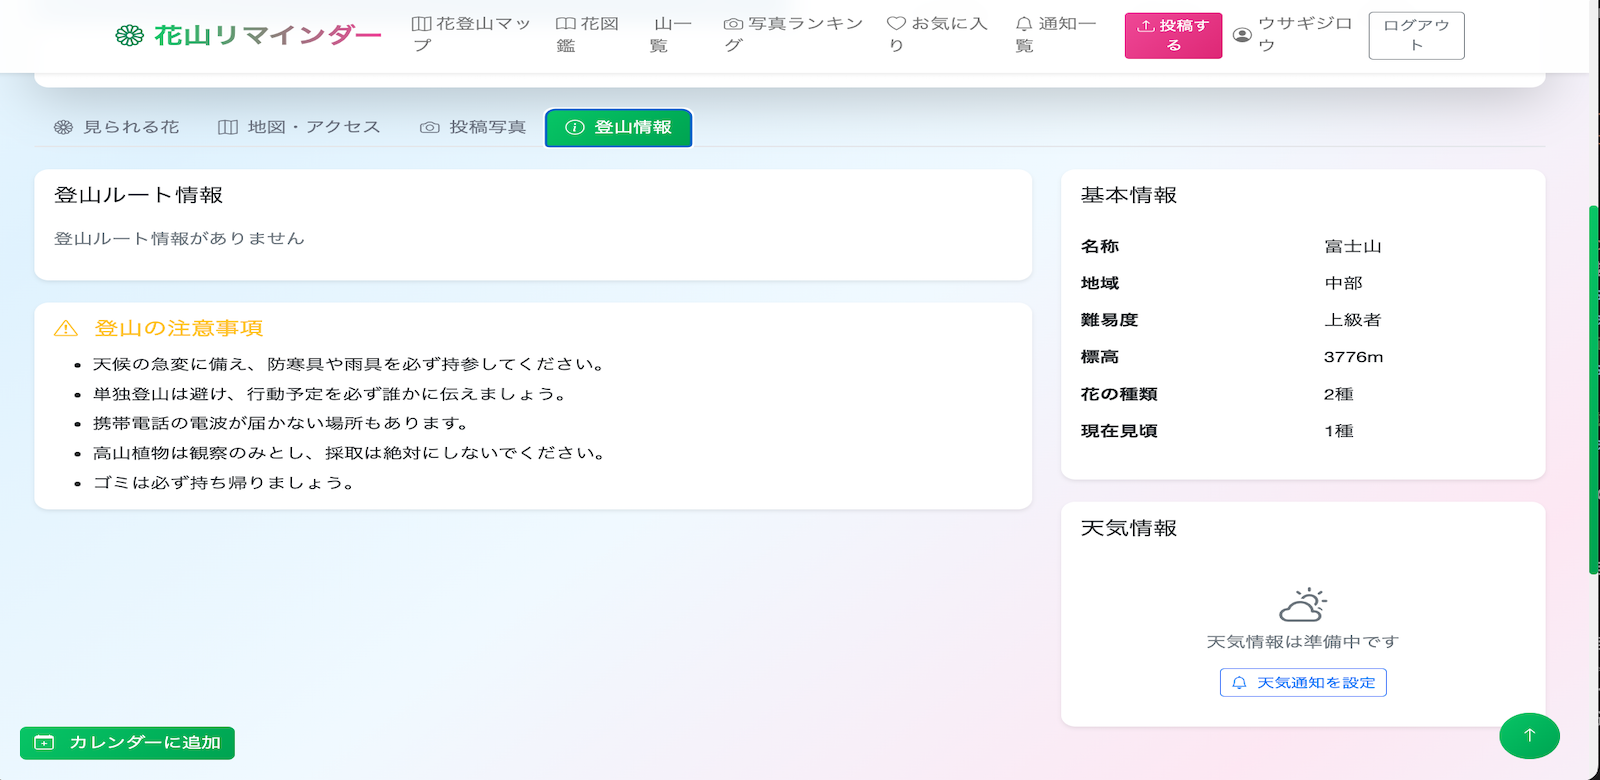 花山リマインダー
花登山マップ
花図鑑
山一覧
写真ランキング
お気に入り
通知一覧
投稿する
ウサギジロウ
ログアウト
見られる花
地図・アクセス
投稿写真
登山情報
登山ルート情報
登山ルート情報がありません
登山の注意事項
• 天候の急変に備え、防寒具や雨具を必ず持参してください。
• 単独登山は避け、行動予定を必ず誰かに伝えましょう。
• 携帯電話の電波が届かない場所もあります。
• 高山植物は観察のみとし、採取は絶対にしないでください。
• ゴミは必ず持ち帰りましょう。
基本情報
名称 富士山
地域 中部
難易度 上級者
標高 3776m
花の種類 2種
現在見頃 1種
天気情報
天気情報は準備中です
天気通知を設定
カレンダーに追加